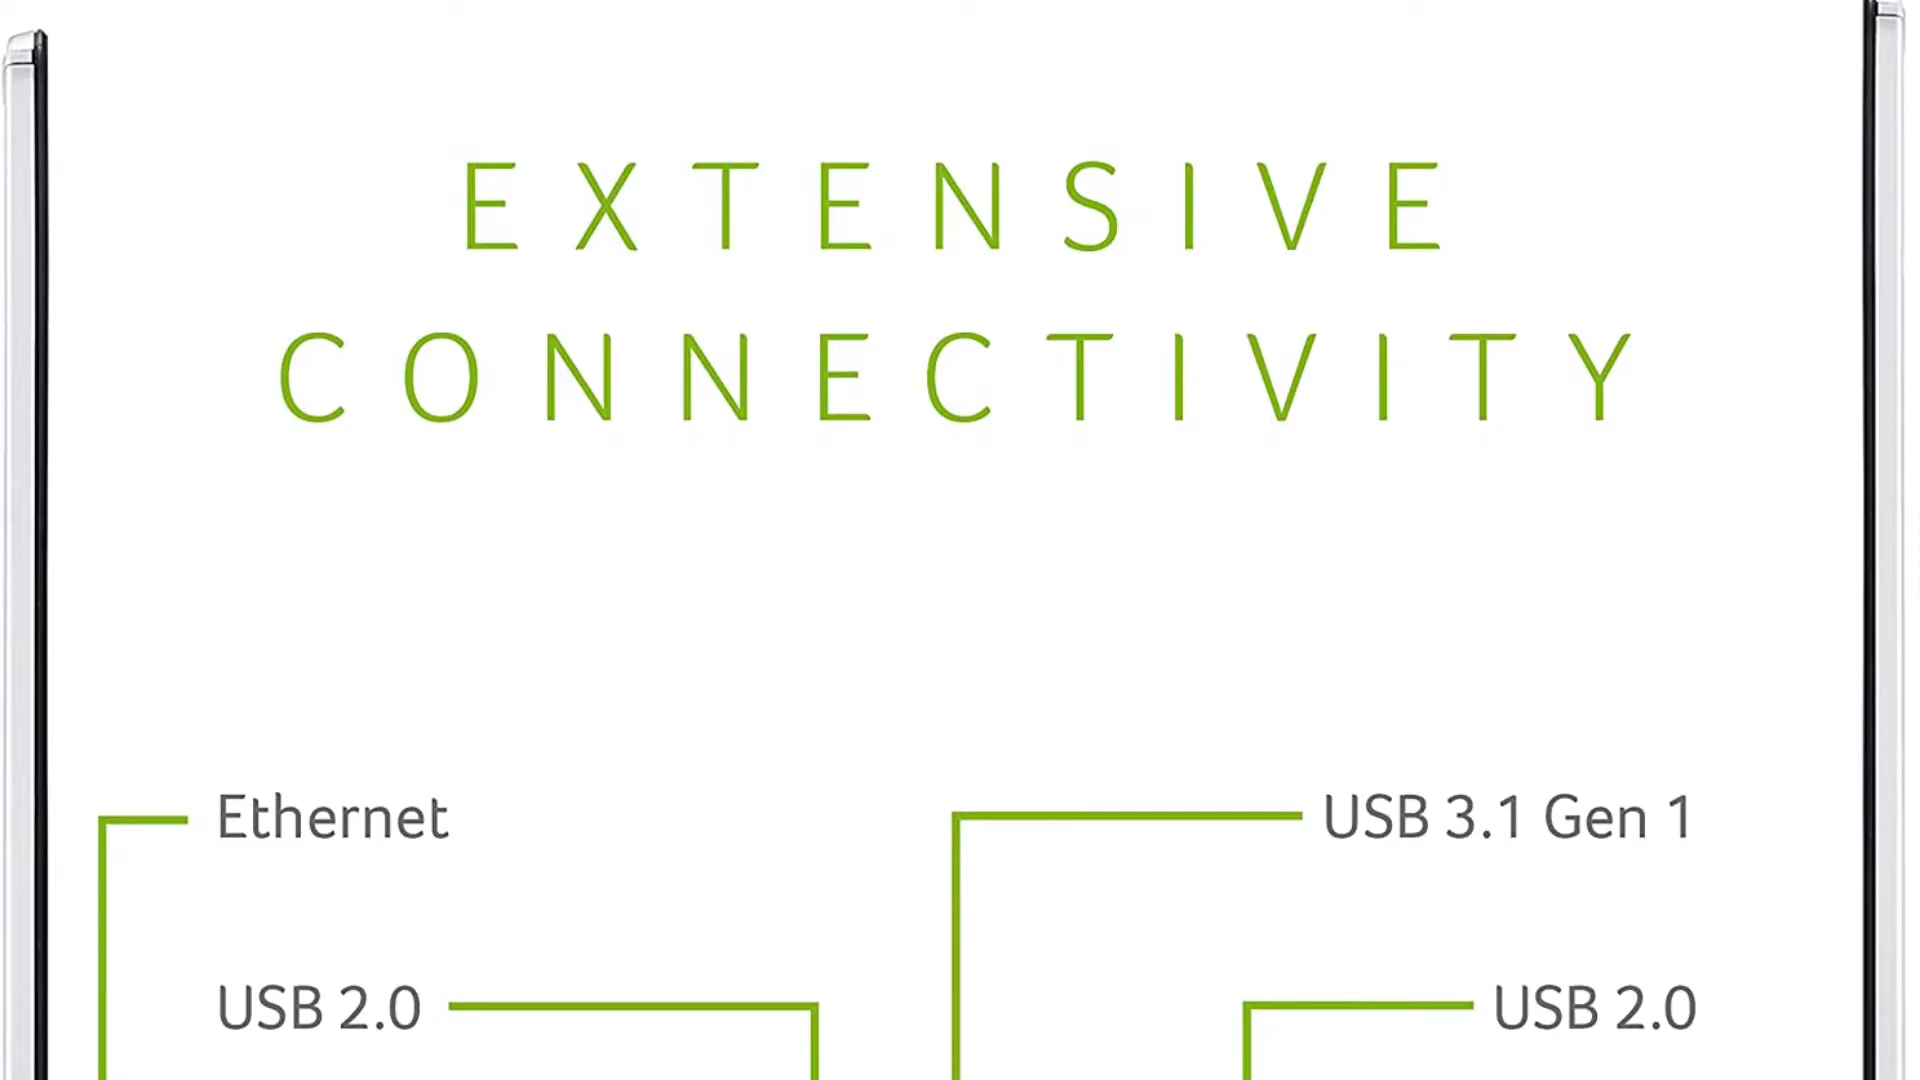 EXTENSIVE
CONNECTIVITY
Ethernet
USB 3.1 Gen 1
USB 2.0
USB 2.0